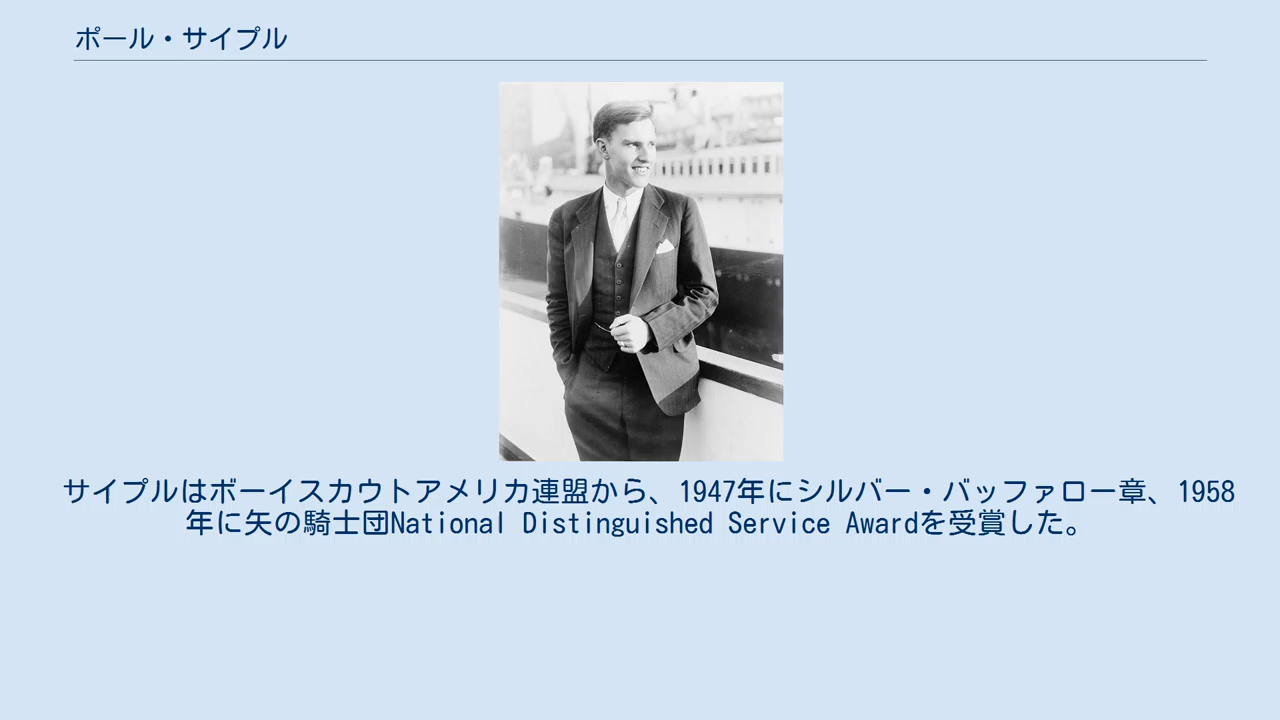 ポール・サイプル
サイプルはボーイスカウトアメリカ連盟から、1947年にシルバー・バッファロー章、1958
年に矢の騎士団National Distinguished Service Awardを受賞した。